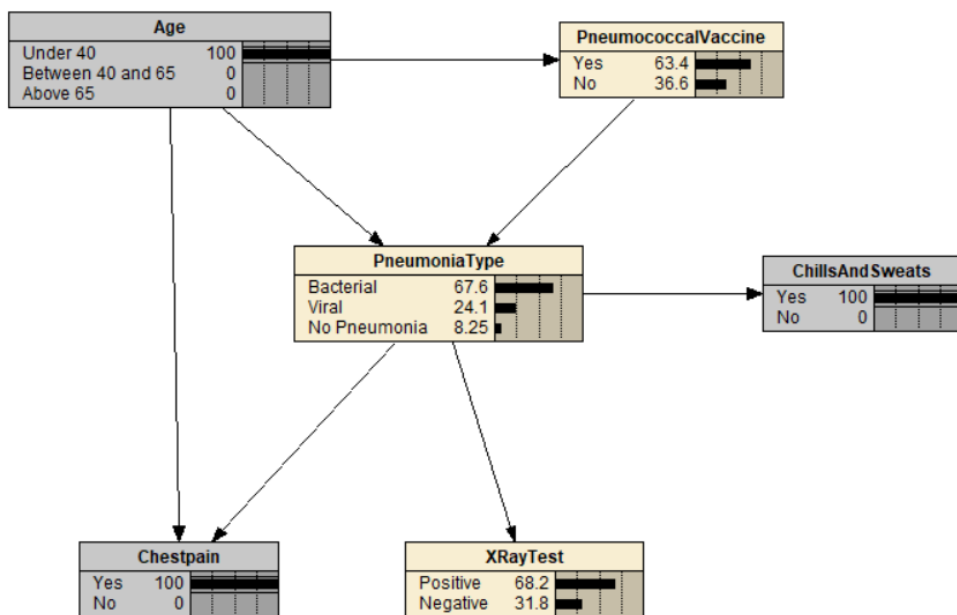 Age
Under 40 100
Between 40 and 65 0
Above 65 0
PneumococcalVaccine
Yes 63.4
No 36.6
PneumoniaType
Bacterial 67.6
Viral 24.1
No Pneumonia 8.25
ChillsAndSweats
Yes 100
No 0
Chestpain
Yes 100
No 0
XRayTest
Positive 68.2
Negative 31.8